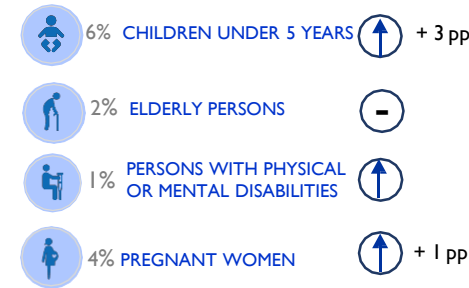 6% CHILDREN UNDER 5 YEARS + 3 pp
2% ELDERLY PERSONS -
1% PERSONS WITH PHYSICAL
OR MENTAL DISABILITIES
4% PREGNANT WOMEN + 1 pp